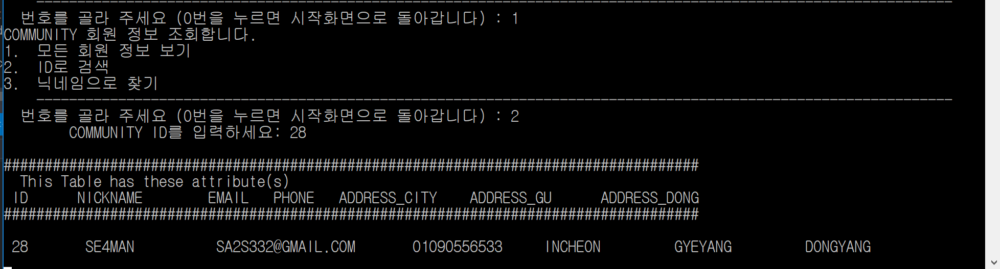 번호를 골라 주세요 (0번을 누르면 시작화면으로 돌아갑니다) : 1
COMMUNITY 회원 정보 조회합니다.
1.  모든 회원 정보 보기
2.  ID로 검색
3.  닉네임으로 찾기
----------------------------------------------------------------------------------------------------------------
번호를 골라 주세요 (0번을 누르면 시작화면으로 돌아갑니다) : 2
COMMUNITY ID를 입력하세요: 28
#####################################################################################
This Table has these attribute(s)
ID      NICKNAME        EMAIL   PHONE   ADDRESS_CITY    ADDRESS_GU      ADDRESS_DONG
#####################################################################################
28       SE4MAN          SA2S332@GMAIL.COM       01090556533     INCHEON         GYEYANG         DONGYANG